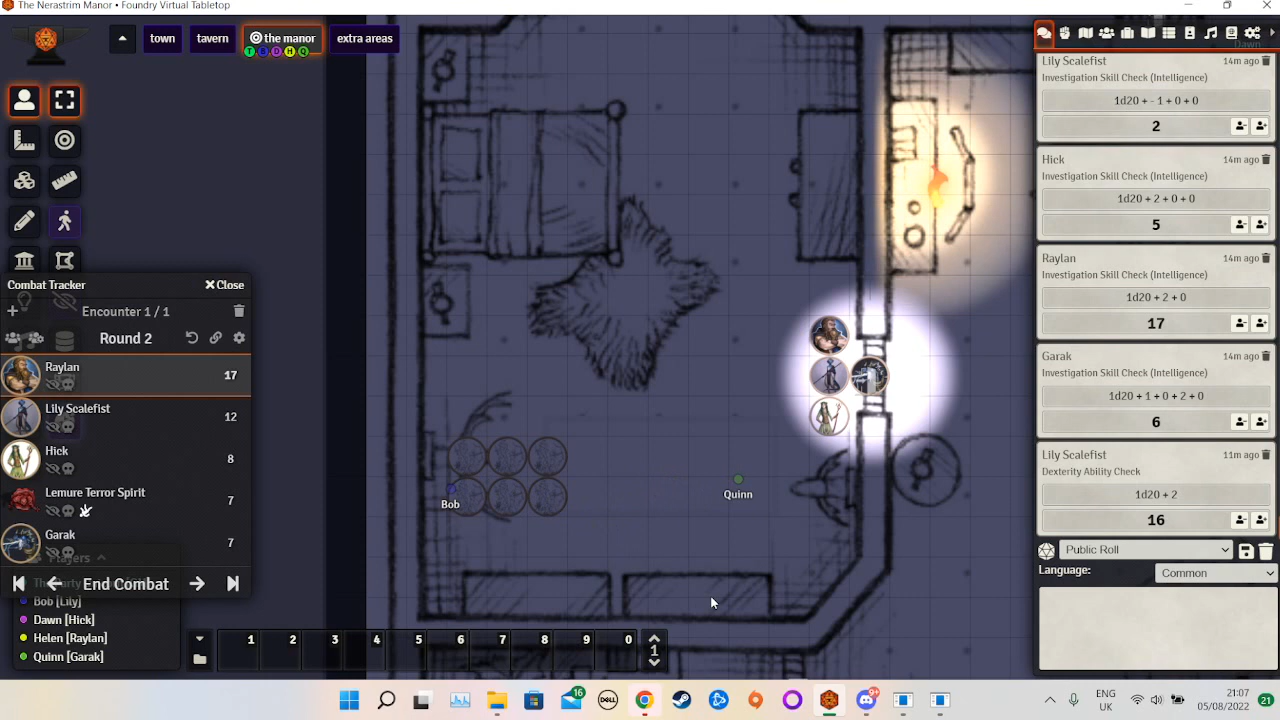 The Nerastrim Manor • Foundry Virtual Tabletop
town
tavern
the manor
T B D H Q
extra areas
Dawn
Lily Scalefist 14m ago
Investigation Skill Check (Intelligence)
1d20 + - 1 + 0 + 0
2
Hick 14m ago
Investigation Skill Check (Intelligence)
1d20 + 2 + 0 + 0
5
Raylan 14m ago
Investigation Skill Check (Intelligence)
1d20 + 2 + 0
17
Garak 14m ago
Investigation Skill Check (Intelligence)
1d20 + 1 + 0 + 2 + 0
6
Lily Scalefist 11m ago
Dexterity Ability Check
1d20 + 2
16
Public Roll
Language: Common
Combat Tracker Close
Encounter 1 / 1
Round 2
Raylan 17
Lily Scalefist 12
Hick 8
Lemure Terror Spirit 7
Garak 7
Players
End Combat
Bob [Lily]
Dawn [Hick]
Helen [Raylan]
Quinn [Garak]
Bob
Quinn
1 2 3 4 5 6 7 8 9 0
1
16
DELL
9+
ENG
UK
21:07
05/08/2022
21